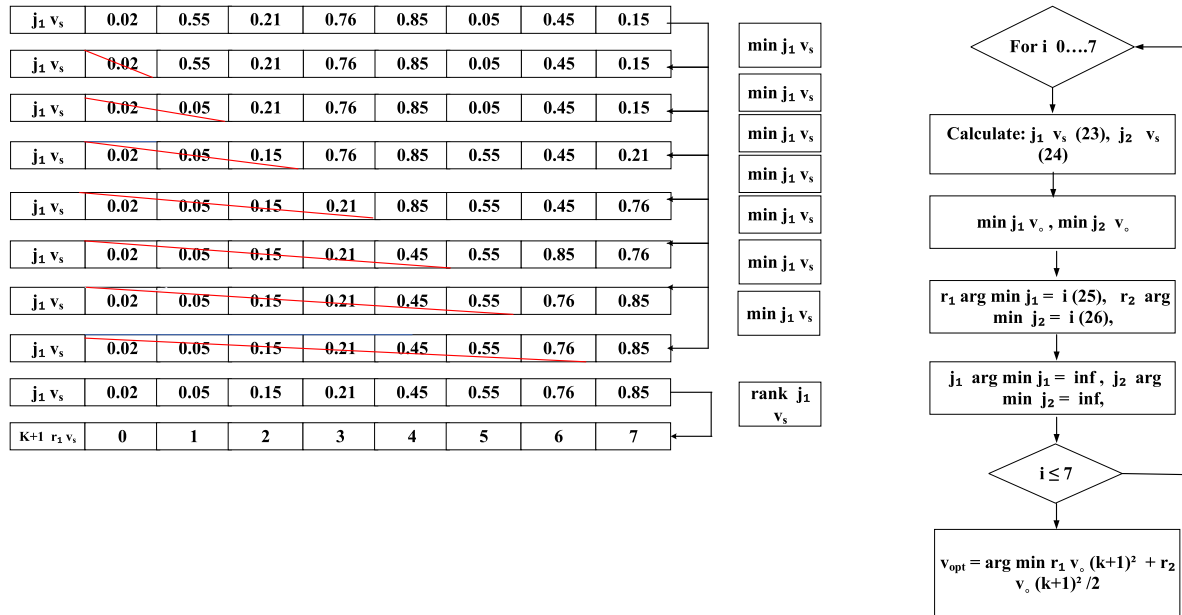 j₁ vₛ 0.02 0.55 0.21 0.76 0.85 0.05 0.45 0.15
j₁ vₛ 0.02 0.55 0.21 0.76 0.85 0.05 0.45 0.15
j₁ vₛ 0.02 0.05 0.21 0.76 0.85 0.05 0.45 0.15
j₁ vₛ 0.02 0.05 0.15 0.76 0.85 0.55 0.45 0.21
j₁ vₛ 0.02 0.05 0.15 0.21 0.85 0.55 0.45 0.76
j₁ vₛ 0.02 0.05 0.15 0.21 0.45 0.55 0.85 0.76
j₁ vₛ 0.02 0.05 0.15 0.21 0.45 0.55 0.76 0.85
j₁ vₛ 0.02 0.05 0.15 0.21 0.45 0.55 0.76 0.85
j₁ vₛ 0.02 0.05 0.15 0.21 0.45 0.55 0.76 0.85
K+1 r₁ vₛ 0 1 2 3 4 5 6 7
min j₁ vₛ
min j₁ vₛ
min j₁ vₛ
min j₁ vₛ
min j₁ vₛ
min j₁ vₛ
min j₁ vₛ
rank j₁
vₛ
For i 0….7
Calculate: j₁ vₛ (23), j₂ vₛ
(24)
min j₁ v₀ , min j₂ v₀
r₁ arg min j₁ = i (25), r₂ arg
min j₂ = i (26),
j₁ arg min j₁ = inf , j₂ arg
min j₂ = inf,
i ≤ 7
vₒₚₜ = arg min r₁ v₀ (k+1)² + r₂
v₀ (k+1)² /2